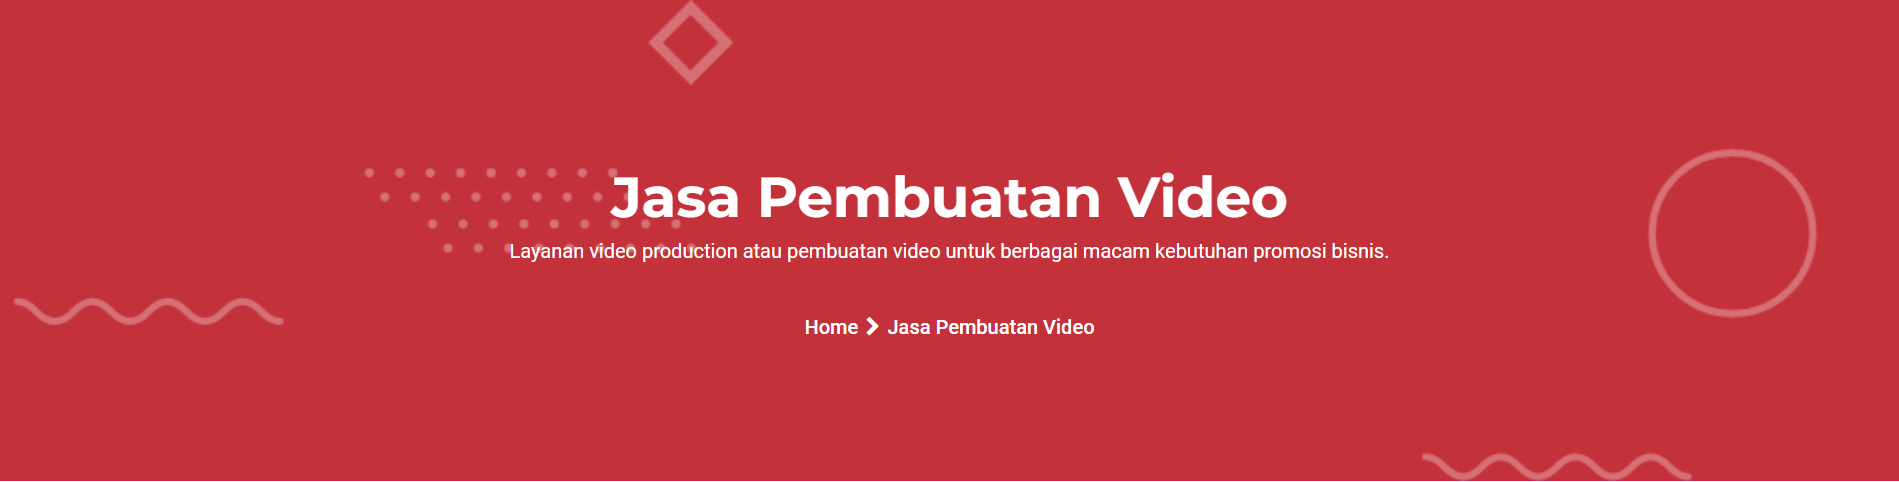 Jasa Pembuatan Video
Layanan video production atau pembuatan video untuk berbagai macam kebutuhan promosi bisnis.
Home > Jasa Pembuatan Video